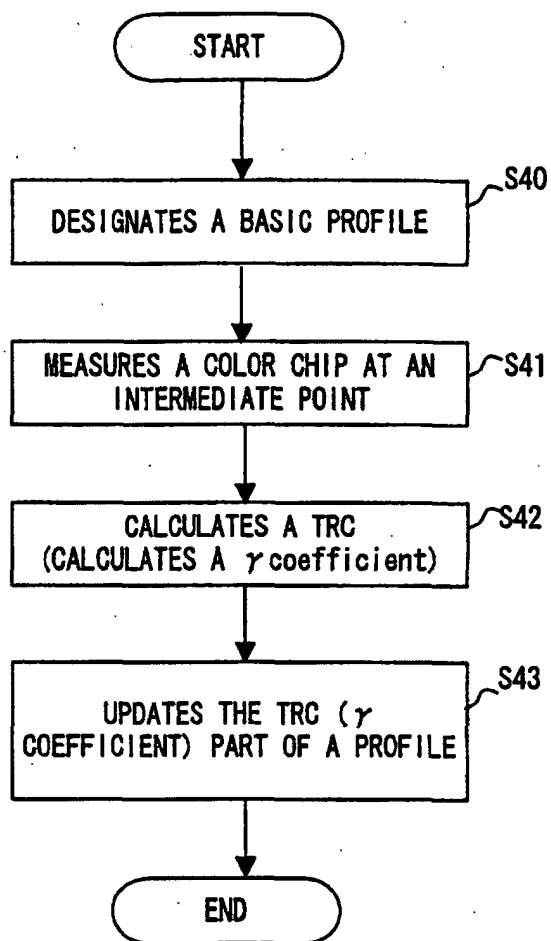 START
S40
DESIGNATES A BASIC PROFILE
S41
MEASURES A COLOR CHIP AT AN
INTERMEDIATE POINT
S42
CALCULATES A TRC
(CALCULATES A γ coefficient)
S43
UPDATES THE TRC (γ
COEFFICIENT) PART OF A PROFILE
END